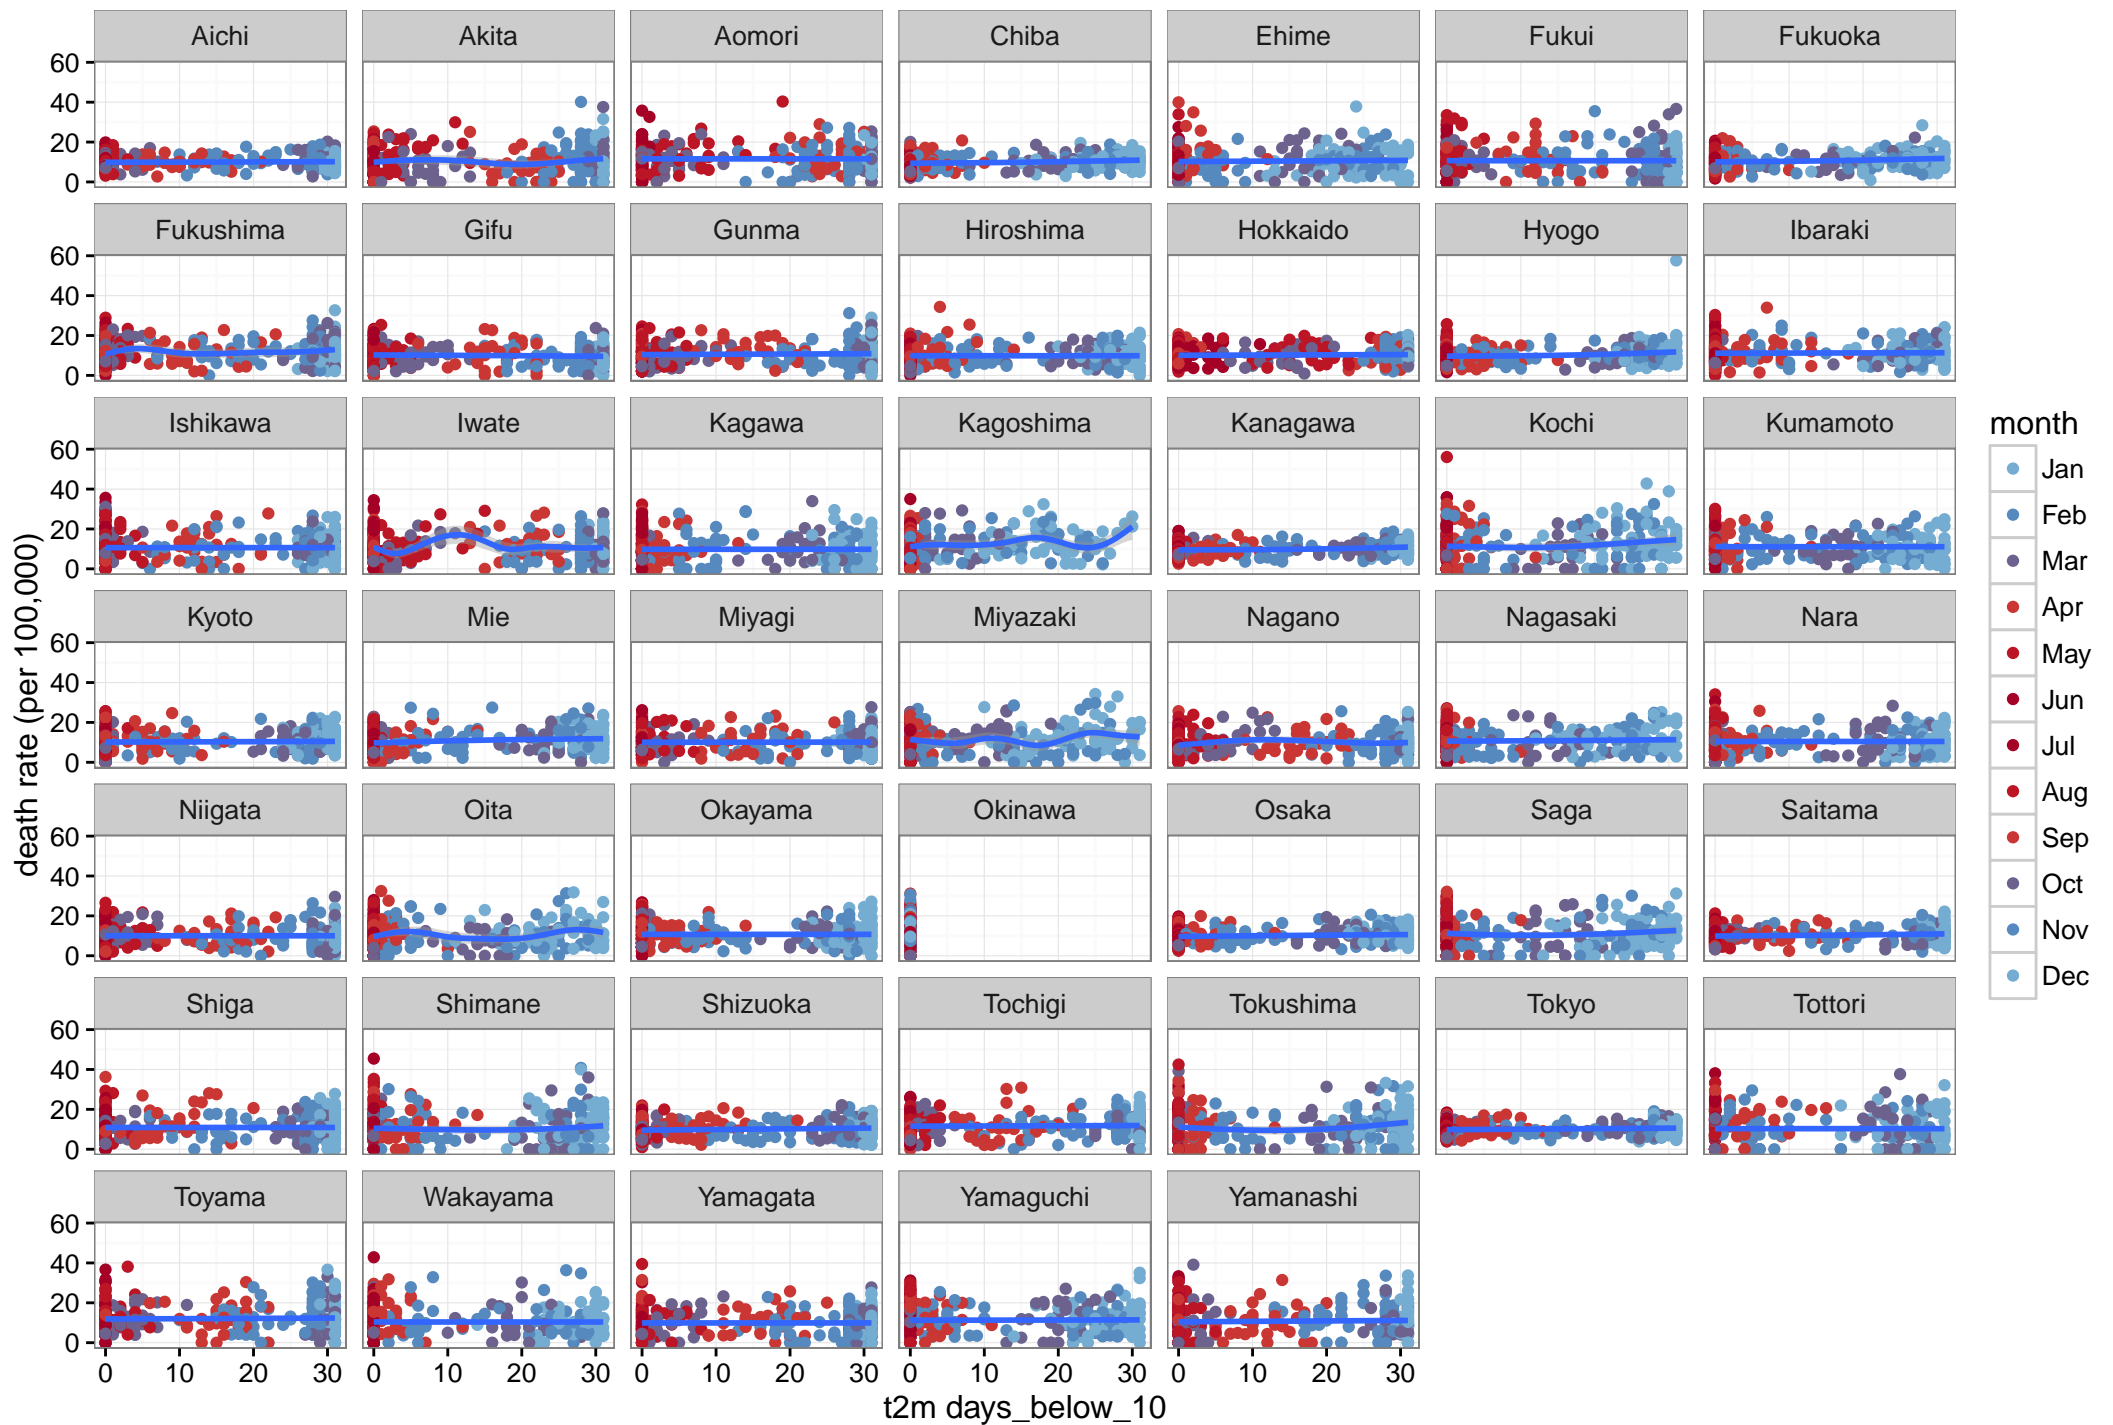 Aichi Akita Aomori Chiba Ehime Fukui Fukuoka
60
40
20
0
Fukushima Gifu Gunma Hiroshima Hokkaido Hyogo Ibaraki
60
40
20
0
Ishikawa Iwate Kagawa Kagoshima Kanagawa Kochi Kumamoto
60
40
20
0
Kyoto Mie Miyagi Miyazaki Nagano Nagasaki Nara
60
40
20
0
Niigata Oita Okayama Okinawa Osaka Saga Saitama
60
40
20
0
Shiga Shimane Shizuoka Tochigi Tokushima Tokyo Tottori
60
40
20
0
Toyama Wakayama Yamagata Yamaguchi Yamanashi
60
40
20
0
0 10 20 30 0 10 20 30 0 10 20 30 0 10 20 30 0 10 20 30
t2m days_below_10
death rate (per 100,000)
month
Jan
Feb
Mar
Apr
May
Jun
Jul
Aug
Sep
Oct
Nov
Dec